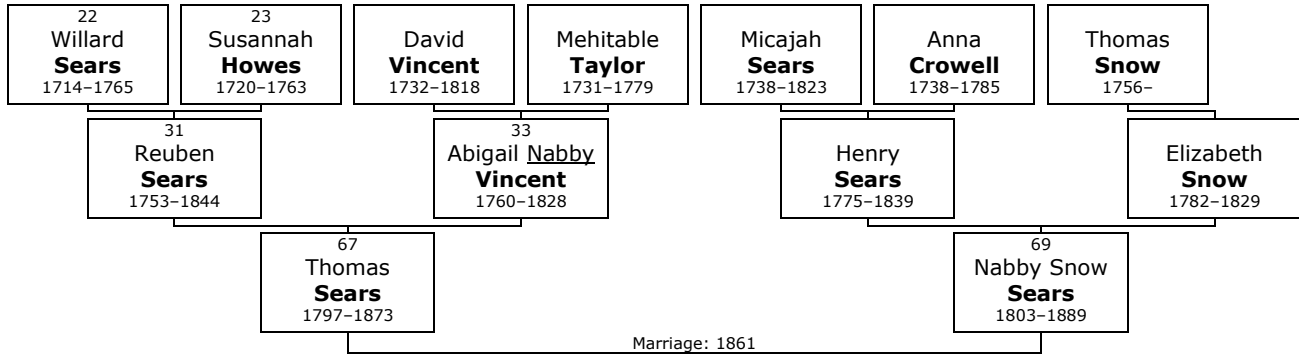 22
Willard
Sears
1714–1765
23
Susannah
Howes
1720–1763
David
Vincent
1732–1818
Mehitable
Taylor
1731–1779
Micajah
Sears
1738–1823
Anna
Crowell
1738–1785
Thomas
Snow
1756–
31
Reuben
Sears
1753–1844
33
Abigail Nabby
Vincent
1760–1828
Henry
Sears
1775–1839
Elizabeth
Snow
1782–1829
67
Thomas
Sears
1797–1873
69
Nabby Snow
Sears
1803–1889
Marriage: 1861